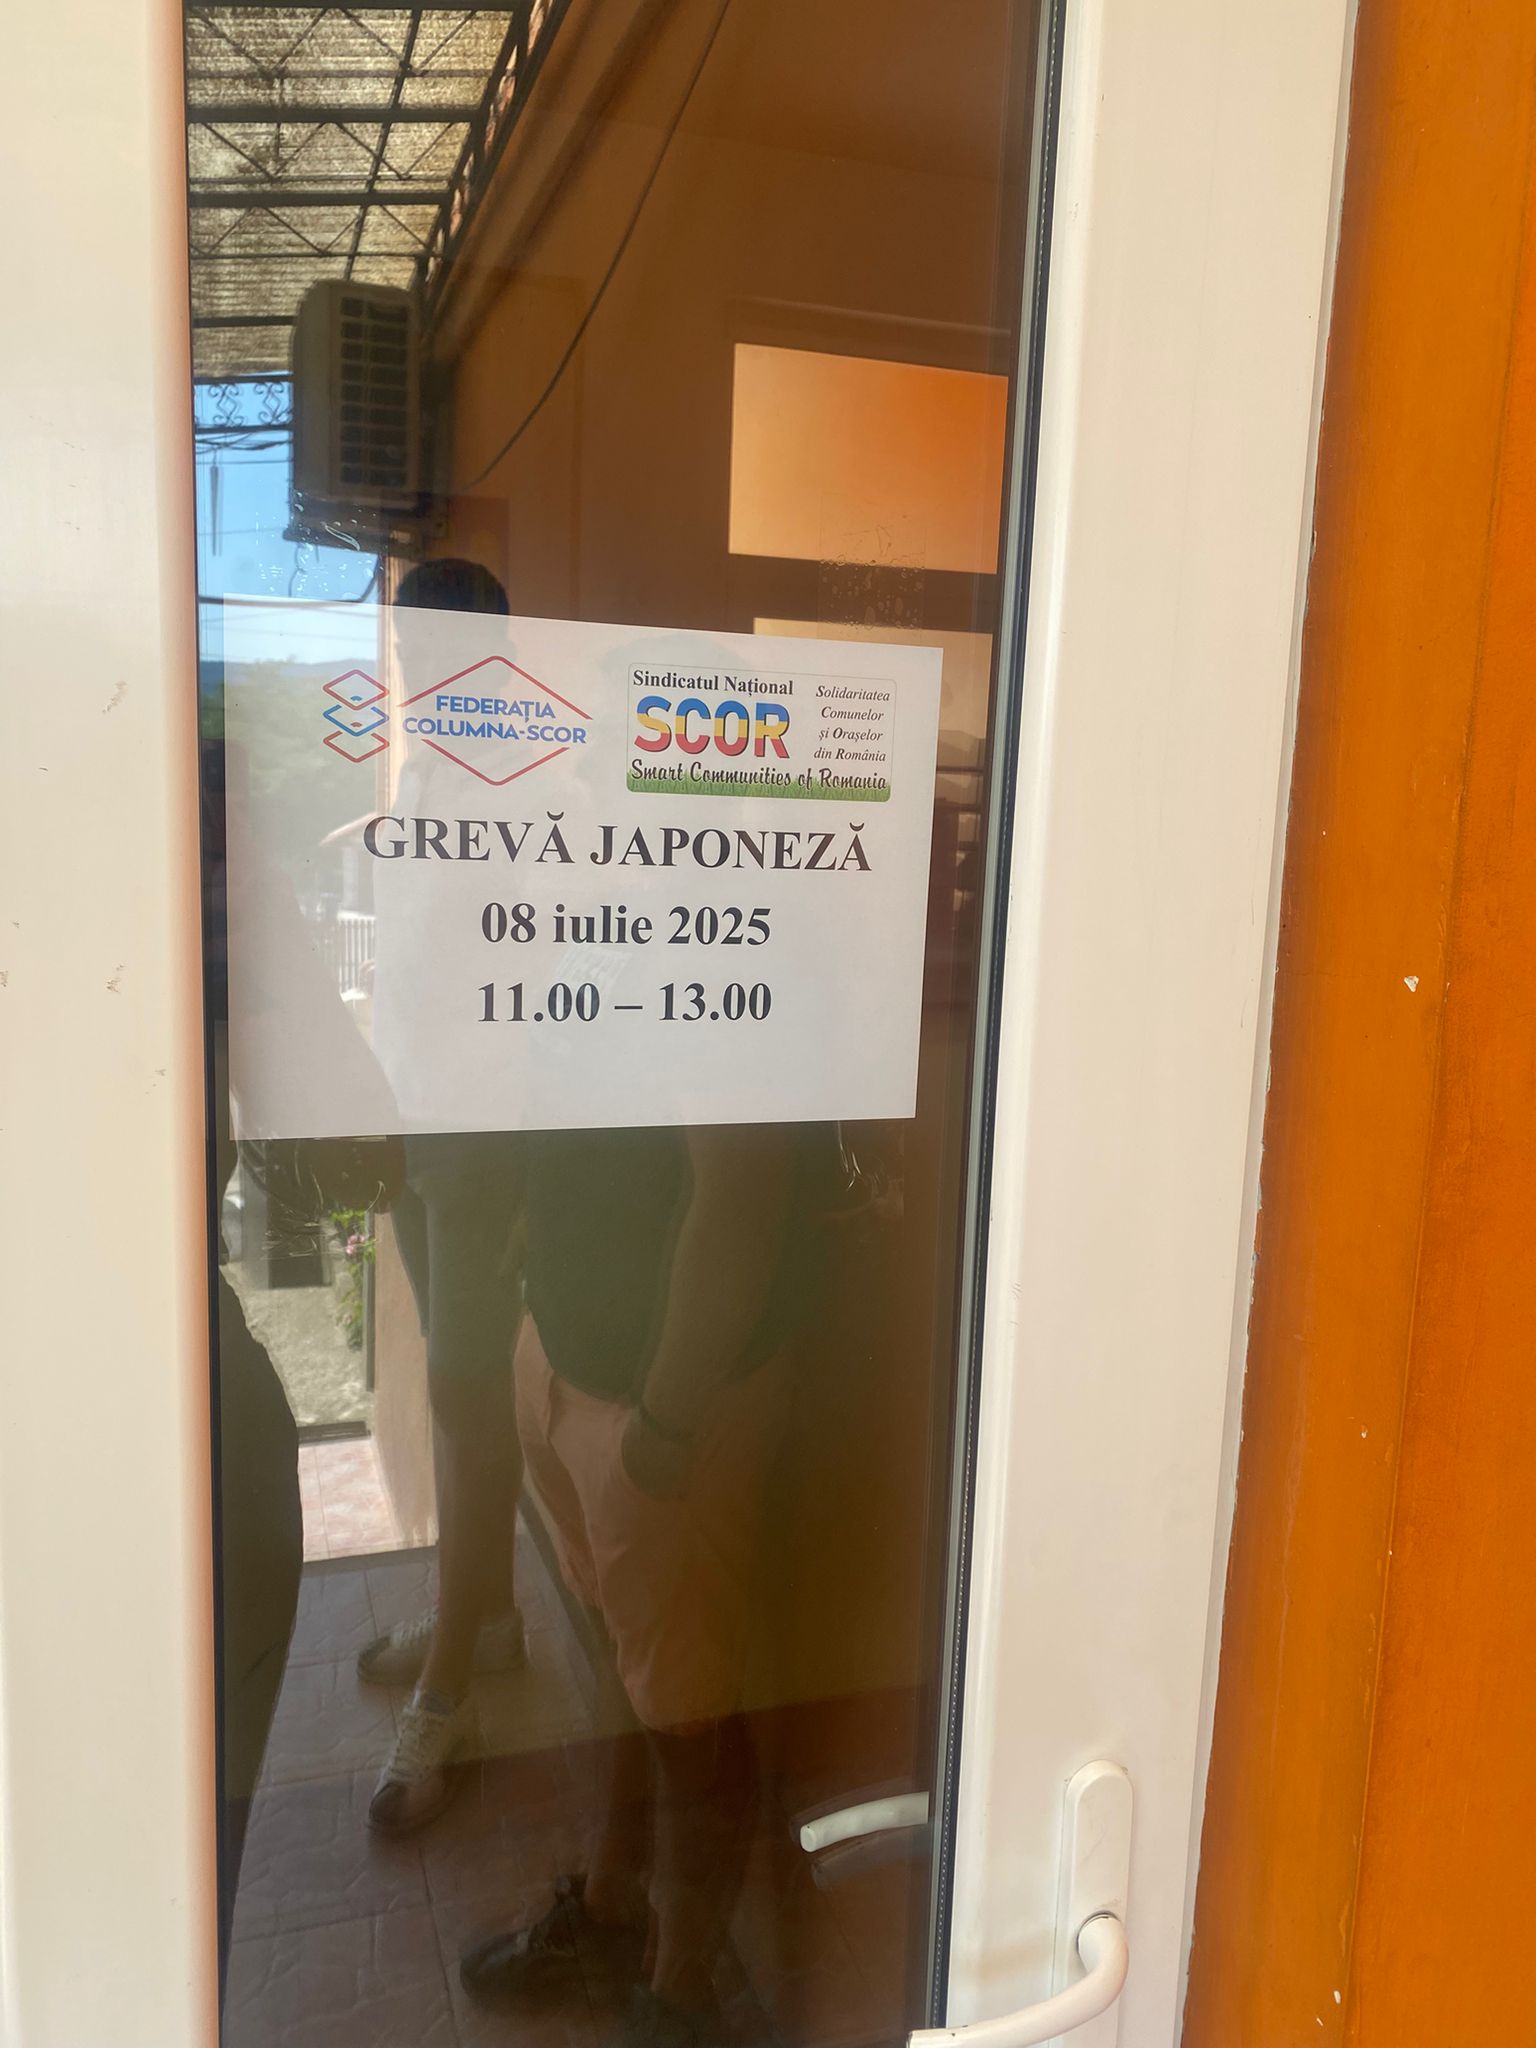 FEDERAȚIA
COLUMNA-SCOR
Sindicatul Național
SCOR
Solidaritatea
Comunelor
și Orașelor
din România
Smart Communities of Romania
GREVĂ JAPONEZĂ
08 iulie 2025
11.00 – 13.00